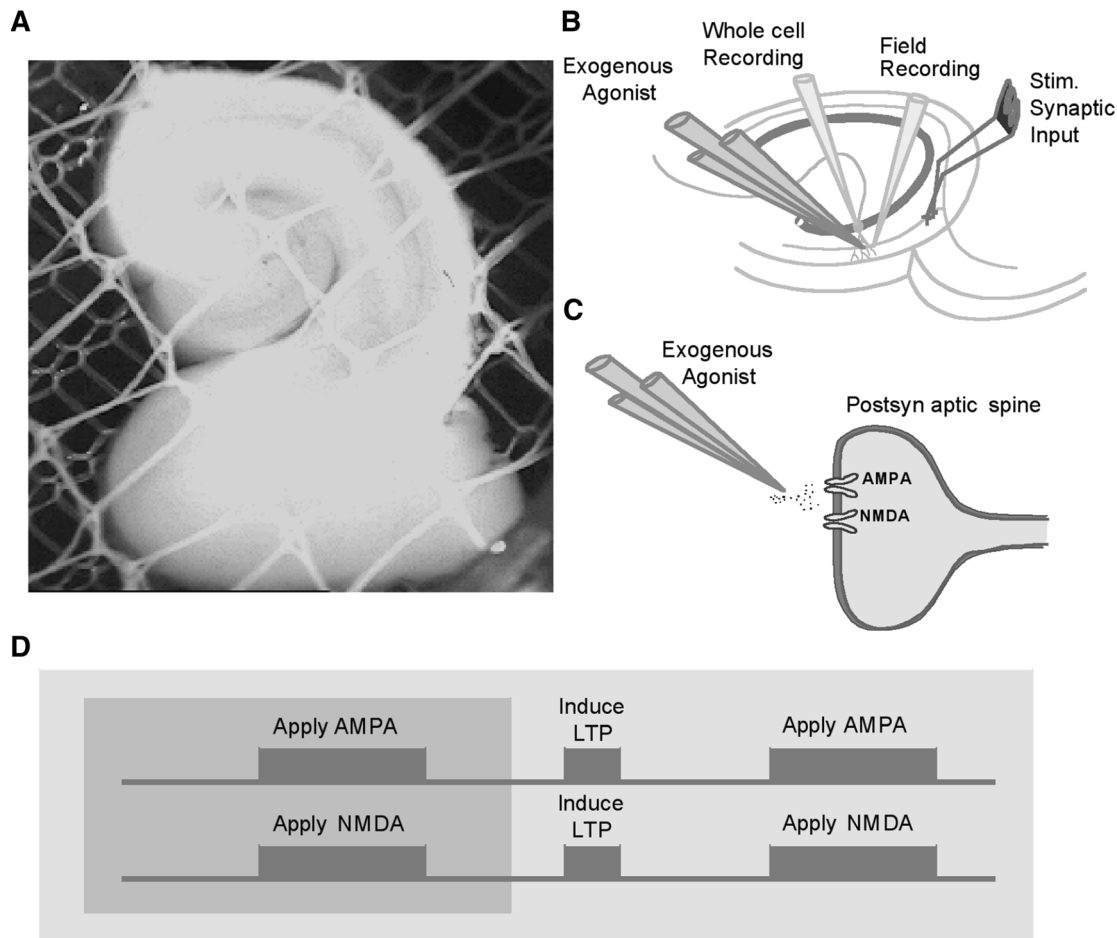 A
B
Whole cell
Recording
Exogenous
Agonist
Field
Recording
Stim.
Synaptic
Input
C
Exogenous
Agonist
Postsyn aptic spine
AMPA
NMDA
D
Apply AMPA
Induce
LTP
Apply AMPA
Apply NMDA
Induce
LTP
Apply NMDA